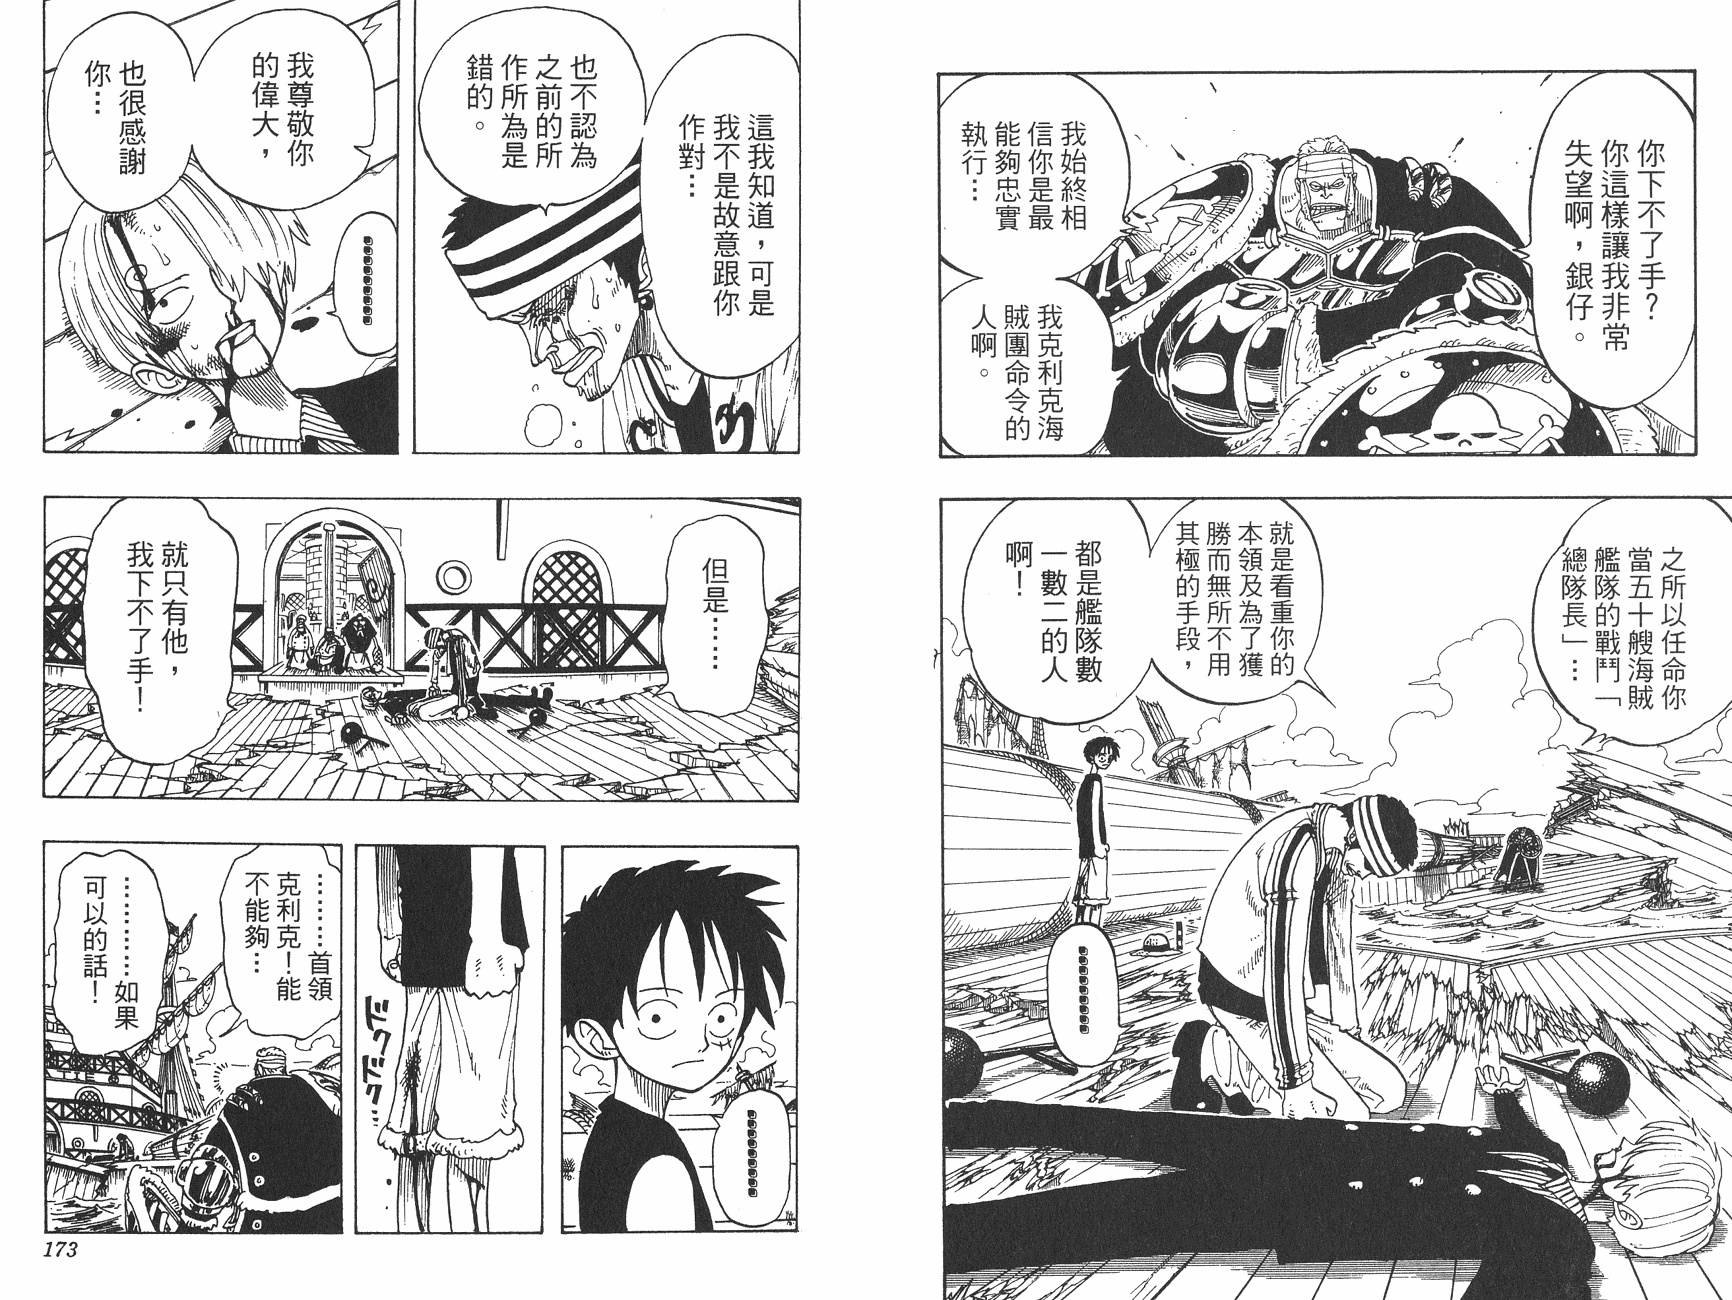 你下不了手?
你這樣讓我非常
失望啊，銀仔。
我始終相
信你是最
能夠忠實
執行…
我克利克海
賊團命令的
人啊。
之所以任命你
當五十艘海賊
艦隊的戰鬥「
總隊長」…
就是看重你的
本領及為了獲
勝而無所不用
其極的手段，
都是艦隊數
一數二的人
啊！
…………
這我知道，可是
我不是故意跟你
作對…
也不認為
之前的所
作所為是
錯的。
我尊敬你
的偉大，
也很感謝
你…
…………
但是……
就只有他，
我下不了手！
…………
シクシク…
………首領
克利克！能
不能夠…
…………如果
可以的話！
173